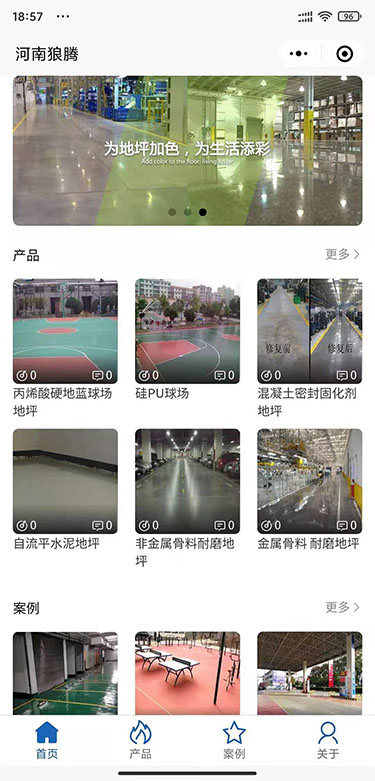 18:57 ...
96
河南狼腾
为地坪加色，为生活添彩
Add color to the floor, living color
产品
更多
0 0
0 0
修复前 修复后
0 0
丙烯酸硬地蓝球场
地坪
硅PU球场
混凝土密封固化剂
地坪
0 0
0 0
0 0
自流平水泥地坪
非金属骨料耐磨地
坪
金属骨料 耐磨地坪
案例
更多
首页
产品
案例
关于